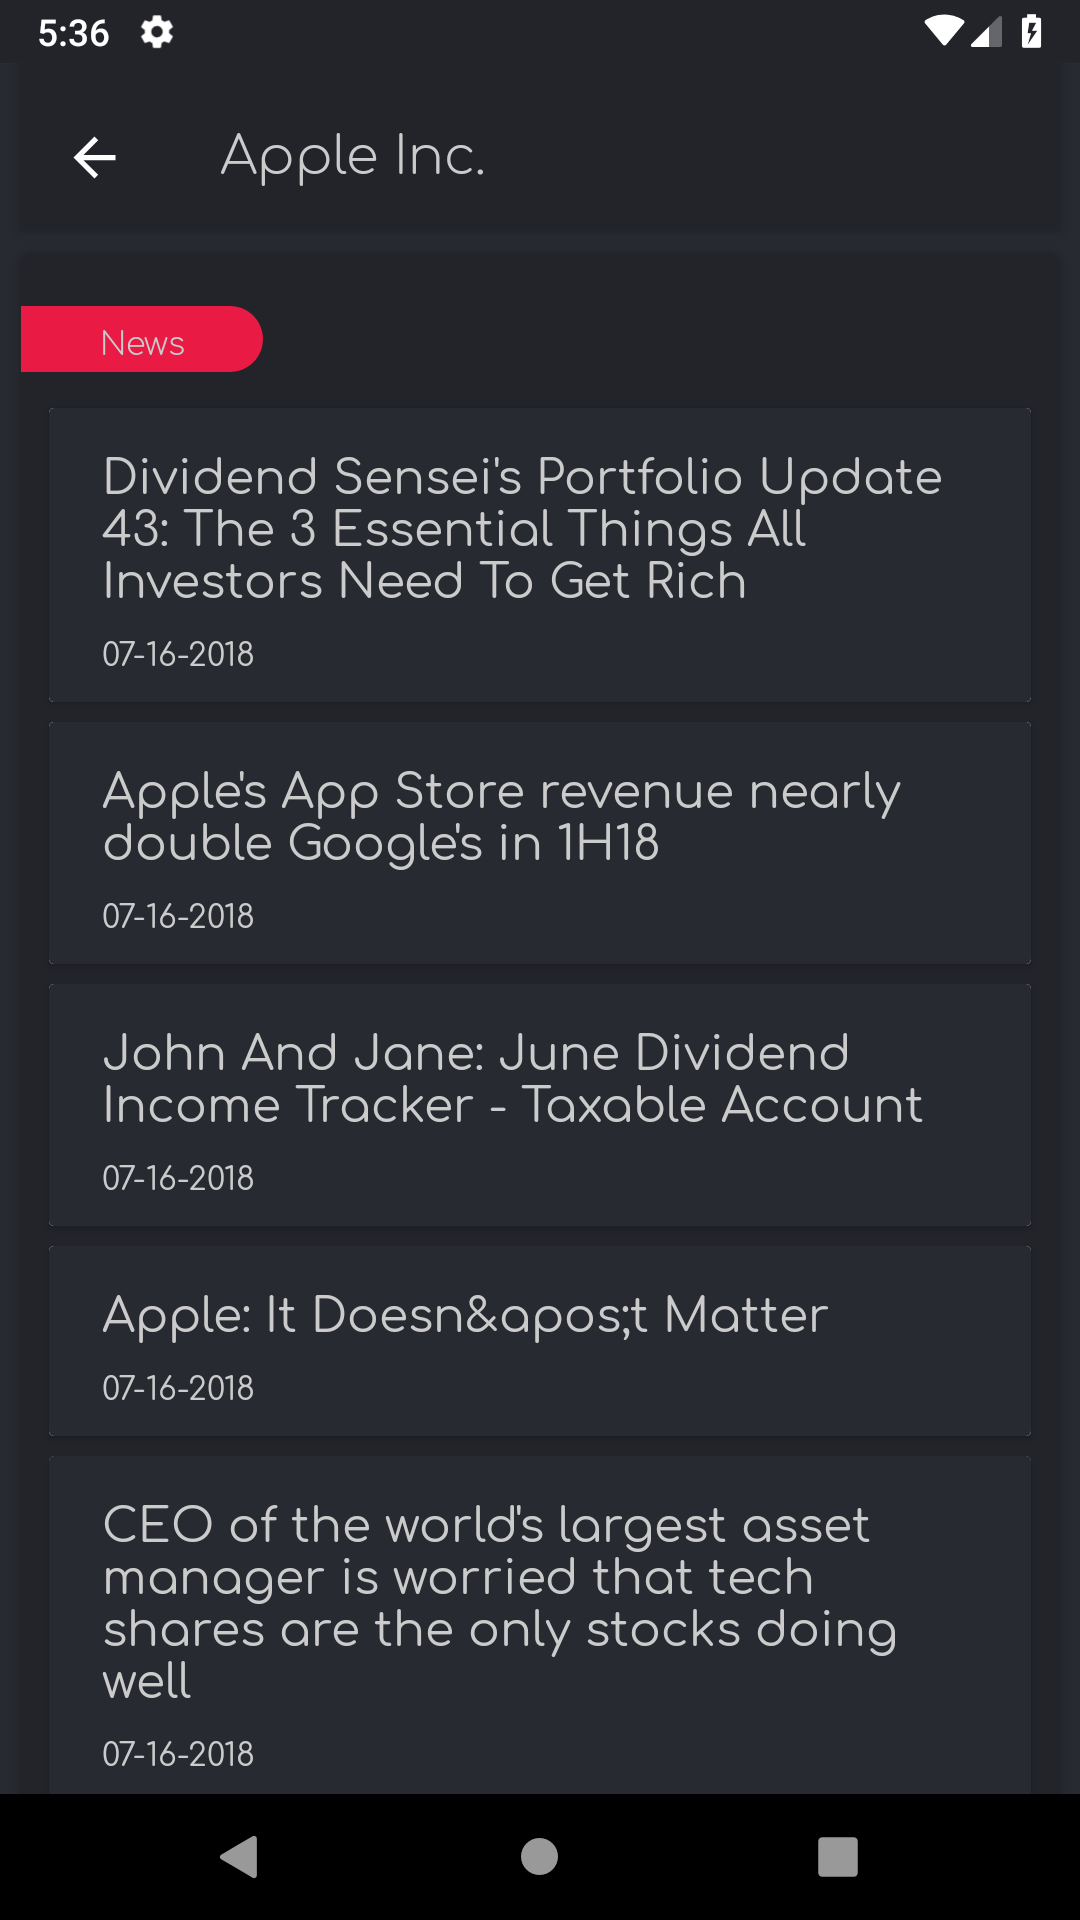 5:36
Apple Inc.
News
Dividend Sensei's Portfolio Update
43: The 3 Essential Things All
Investors Need To Get Rich
07-16-2018
Apple's App Store revenue nearly
double Google's in 1H18
07-16-2018
John And Jane: June Dividend
Income Tracker - Taxable Account
07-16-2018
Apple: It Doesn&apos;t Matter
07-16-2018
CEO of the world's largest asset
manager is worried that tech
shares are the only stocks doing
well
07-16-2018